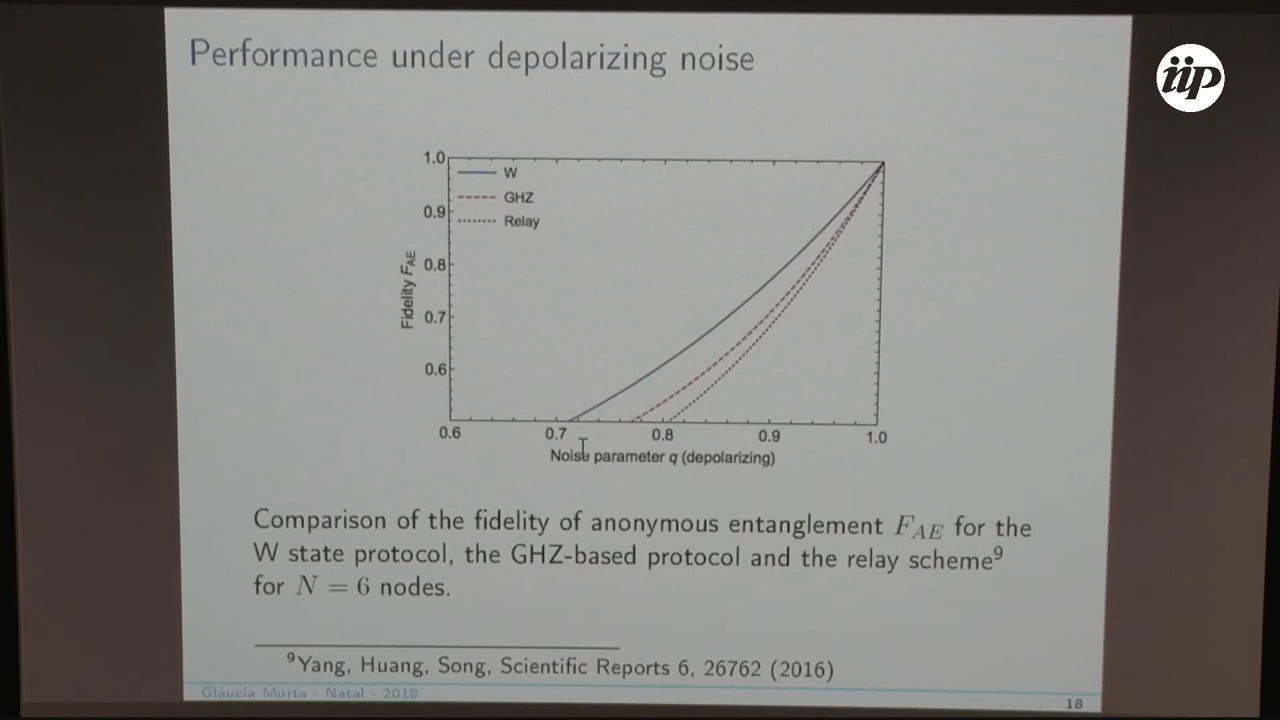 Performance under depolarizing noise
iip
1.0
W
GHZ
0.9
Relay
0.8
Fidelity F_AE
0.7
0.6
0.6 0.7 0.8 0.9 1.0
Noise parameter q (depolarizing)
Comparison of the fidelity of anonymous entanglement F_AE for the
W state protocol, the GHZ-based protocol and the relay scheme⁹
for N = 6 nodes.
⁹Yang, Huang, Song, Scientific Reports 6, 26762 (2016)
Gláucia Murta - Natal - 2018
18